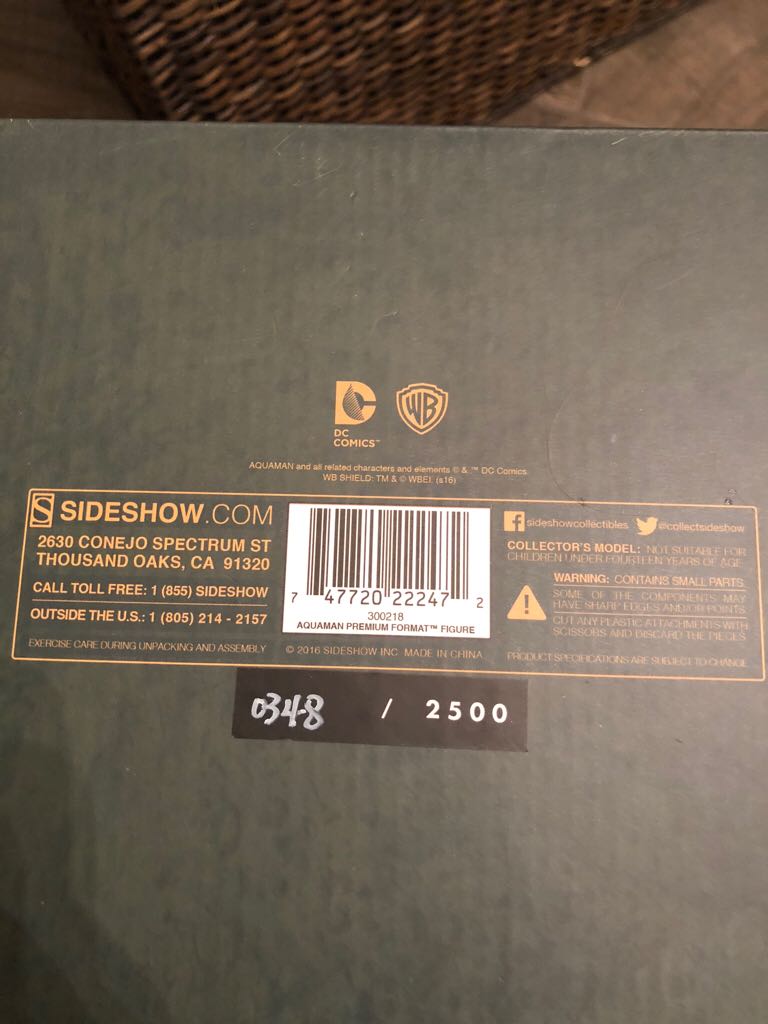 DC
COMICS™
WB
AQUAMAN and all related characters and elements © & ™ DC Comics.
WB SHIELD: TM & © WBEI. (s16)
S SIDESHOW.COM
2630 CONEJO SPECTRUM ST
THOUSAND OAKS, CA 91320
CALL TOLL FREE: 1 (855) SIDESHOW
OUTSIDE THE U.S.: 1 (805) 214 - 2157
EXERCISE CARE DURING UNPACKING AND ASSEMBLY
7 47720 22247 2
300218
AQUAMAN PREMIUM FORMAT™ FIGURE
© 2016 SIDESHOW INC. MADE IN CHINA
f sideshowcollectibles @collectsideshow
COLLECTOR'S MODEL: NOT SUITABLE FOR
CHILDREN UNDER FOURTEEN YEARS OF AGE
WARNING: CONTAINS SMALL PARTS.
SOME OF THE COMPONENTS MAY
HAVE SHARP EDGES AND/OR POINTS.
CUT ANY PLASTIC ATTACHMENTS WITH
SCISSORS AND DISCARD THE PIECES
PRODUCT SPECIFICATIONS ARE SUBJECT TO CHANGE
0348 / 2500